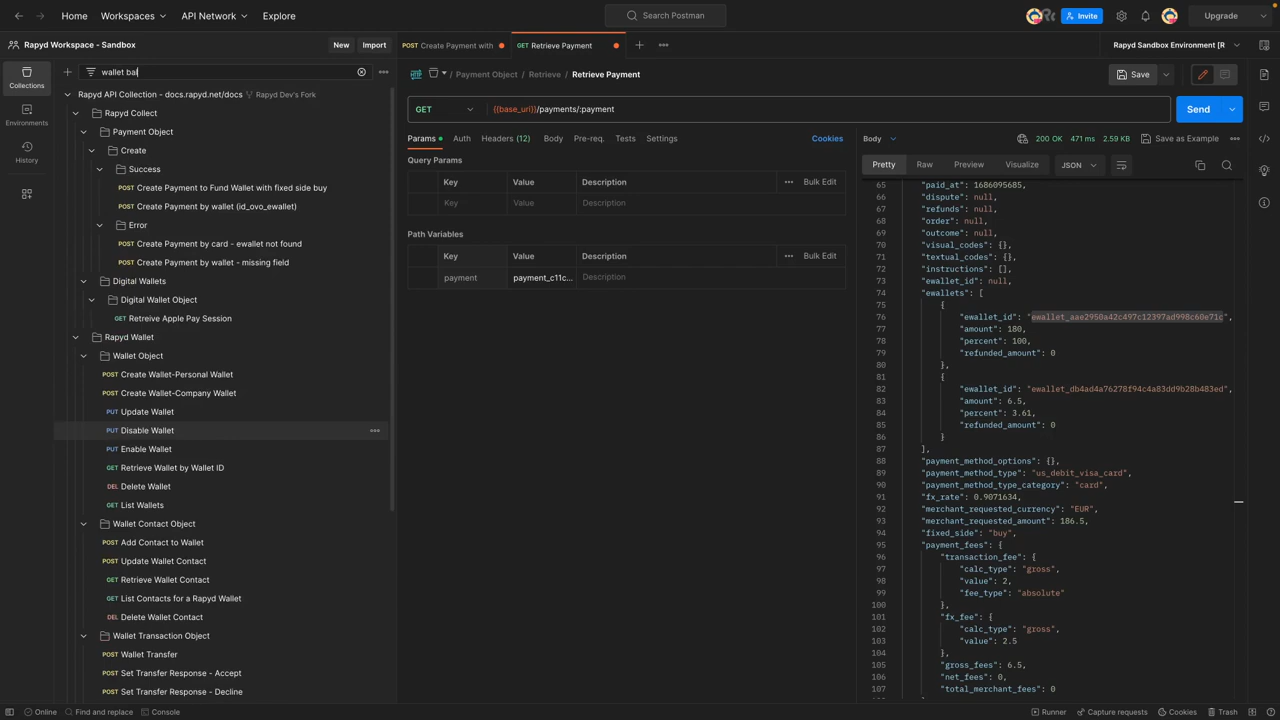 Home Workspaces API Network Explore Search Postman Invite Upgrade
Rapyd Workspace - Sandbox New Import POST Create Payment with GET Retrieve Payment Rapyd Sandbox Environment [R
Collections
Environments
History
wallet bal
Rapyd API Collection - docs.rapyd.net/docs Rapyd Dev's Fork
Rapyd Collect
Payment Object
Create
Success
POST Create Payment to Fund Wallet with fixed side buy
POST Create Payment by wallet (id_ovo_ewallet)
Error
POST Create Payment by card - ewallet not found
POST Create Payment by wallet - missing field
Digital Wallets
Digital Wallet Object
GET Retreive Apple Pay Session
Rapyd Wallet
Wallet Object
POST Create Wallet-Personal Wallet
POST Create Wallet-Company Wallet
PUT Update Wallet
PUT Disable Wallet
PUT Enable Wallet
GET Retrieve Wallet by Wallet ID
DEL Delete Wallet
GET List Wallets
Wallet Contact Object
POST Add Contact to Wallet
POST Update Wallet Contact
GET Retrieve Wallet Contact
GET List Contacts for a Rapyd Wallet
DEL Delete Wallet Contact
Wallet Transaction Object
POST Wallet Transfer
POST Set Transfer Response - Accept
POST Set Transfer Response - Decline
HTTP / Payment Object / Retrieve / Retrieve Payment Save
GET {{base_uri}}/payments/:payment Send
Params Auth Headers (12) Body Pre-req. Tests Settings Cookies
Query Params
Key Value Description Bulk Edit
Key Value Description
Path Variables
Key Value Description Bulk Edit
payment payment_c11c... Description
Body 200 OK 471 ms 2.59 KB Save as Example
Pretty Raw Preview Visualize JSON
65 "paid_at": 1686095685,
66 "dispute": null,
67 "refunds": null,
68 "order": null,
69 "outcome": null,
70 "visual_codes": {},
71 "textual_codes": {},
72 "instructions": [],
73 "ewallet_id": null,
74 "ewallets": [
75 {
76 "ewallet_id": "ewallet_aae2950a42c497c12397ad998c60e71c",
77 "amount": 180,
78 "percent": 100,
79 "refunded_amount": 0
80 },
81 {
82 "ewallet_id": "ewallet_db4ad4a76278f94c4a83dd9b28b483ed",
83 "amount": 6.5,
84 "percent": 3.61,
85 "refunded_amount": 0
86 }
87 ],
88 "payment_method_options": {},
89 "payment_method_type": "us_debit_visa_card",
90 "payment_method_type_category": "card",
91 "fx_rate": 0.9071634,
92 "merchant_requested_currency": "EUR",
93 "merchant_requested_amount": 186.5,
94 "fixed_side": "buy",
95 "payment_fees": {
96 "transaction_fee": {
97 "calc_type": "gross",
98 "value": 2,
99 "fee_type": "absolute"
100 },
101 "fx_fee": {
102 "calc_type": "gross",
103 "value": 2.5
104 },
105 "gross_fees": 6.5,
106 "net_fees": 0,
107 "total_merchant_fees": 0
Online Find and replace Console Runner Capture requests Cookies Trash